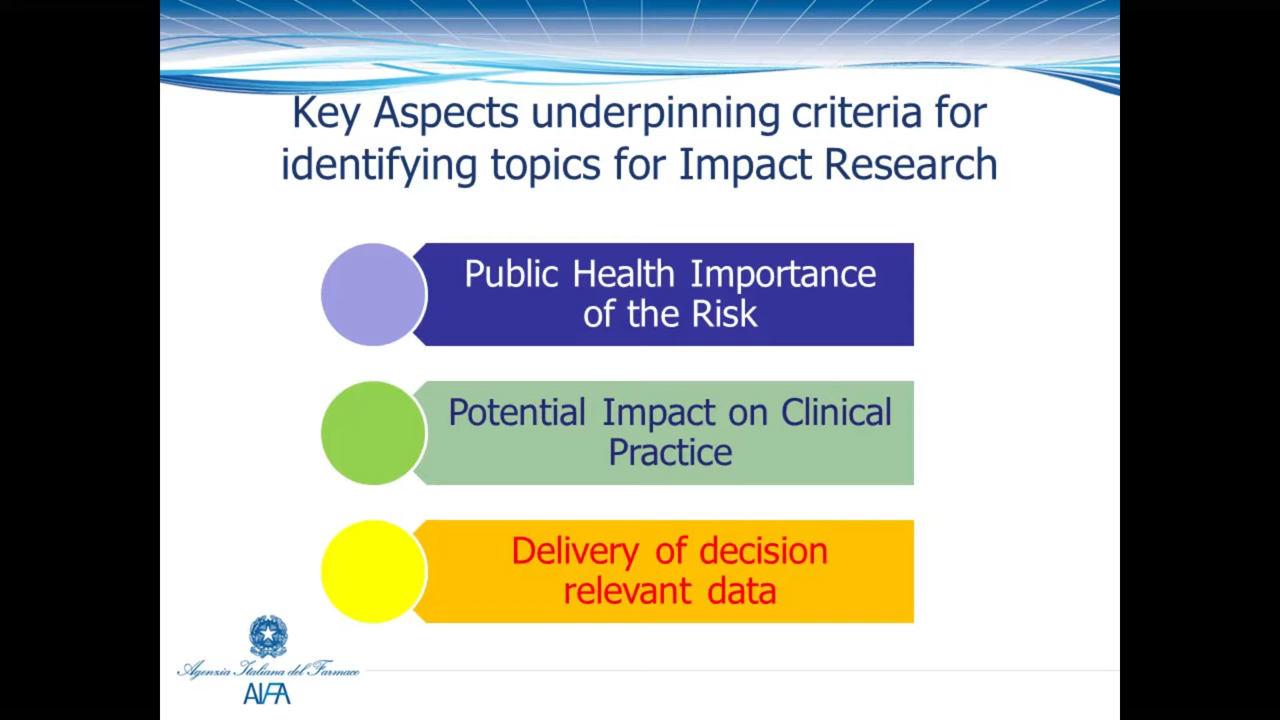 Key Aspects underpinning criteria for
identifying topics for Impact Research
Public Health Importance
of the Risk
Potential Impact on Clinical
Practice
Delivery of decision
relevant data
Agenzia Italiana del Farmaco
AIFA